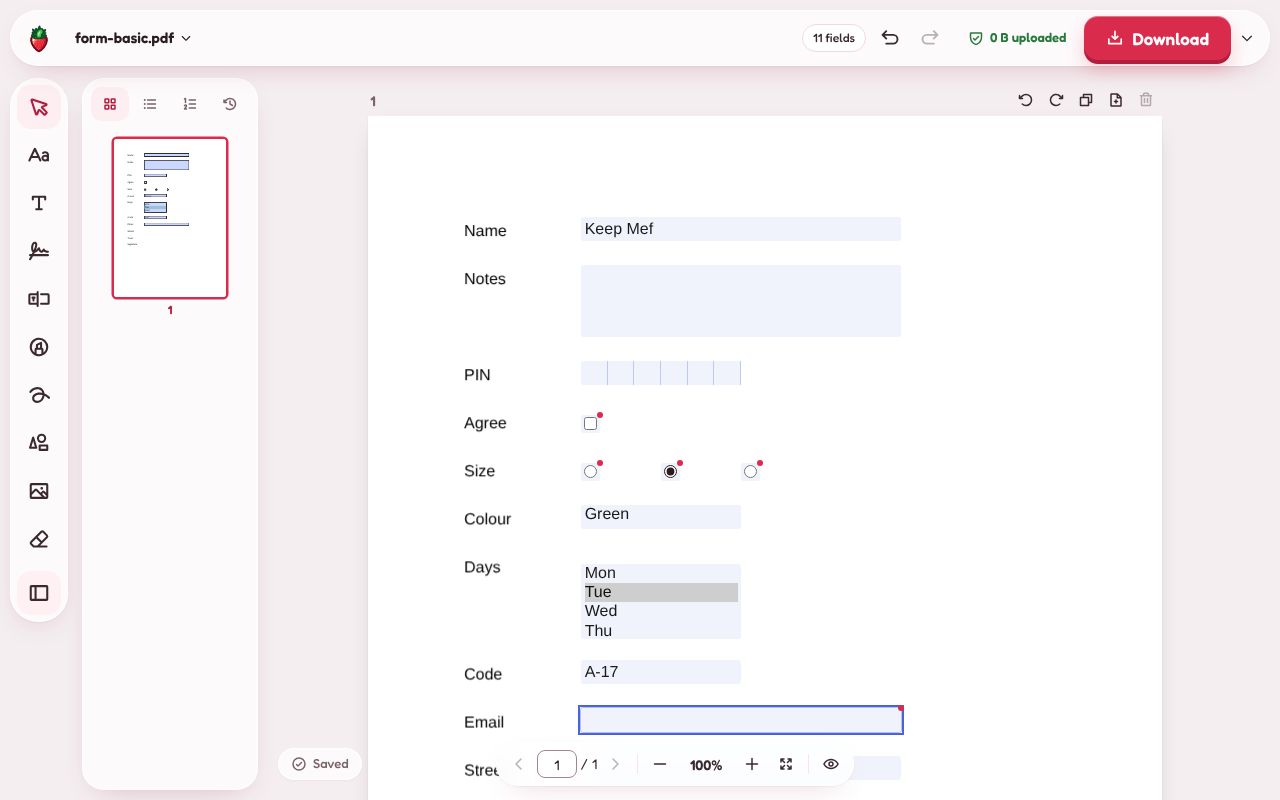 form-basic.pdf
11 fields
0 B uploaded
Download
1
1
Name
Keep Mef
Notes
PIN
Agree
Size
Colour
Green
Days
Mon
Tue
Wed
Thu
Code
A-17
Email
Saved
1 / 1
100%